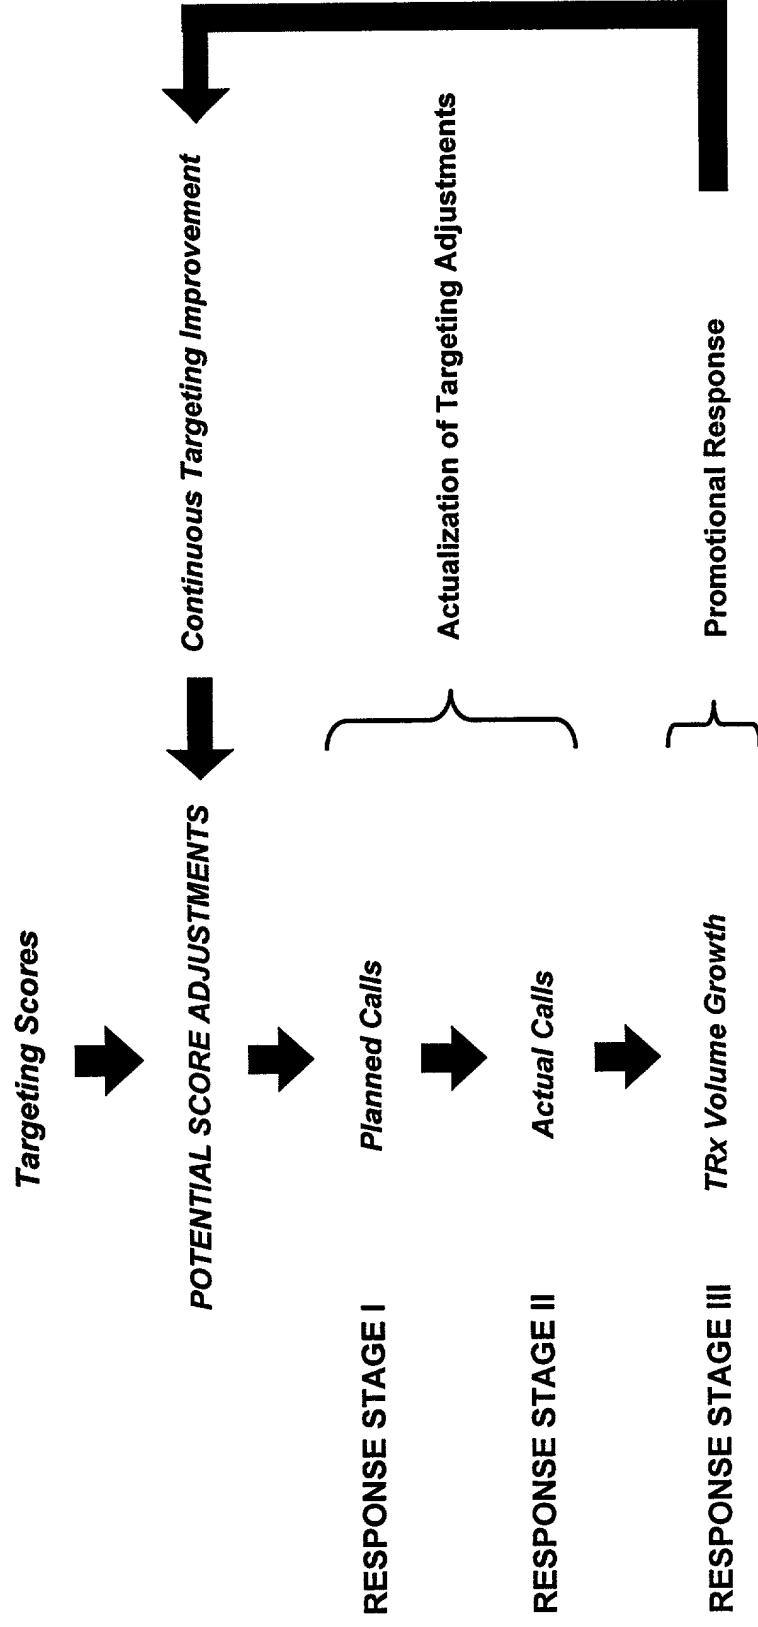 Targeting Scores
POTENTIAL SCORE ADJUSTMENTS
Continuous Targeting Improvement
RESPONSE STAGE I
Planned Calls
RESPONSE STAGE II
Actual Calls
Actualization of Targeting Adjustments
RESPONSE STAGE III
TRx Volume Growth
Promotional Response